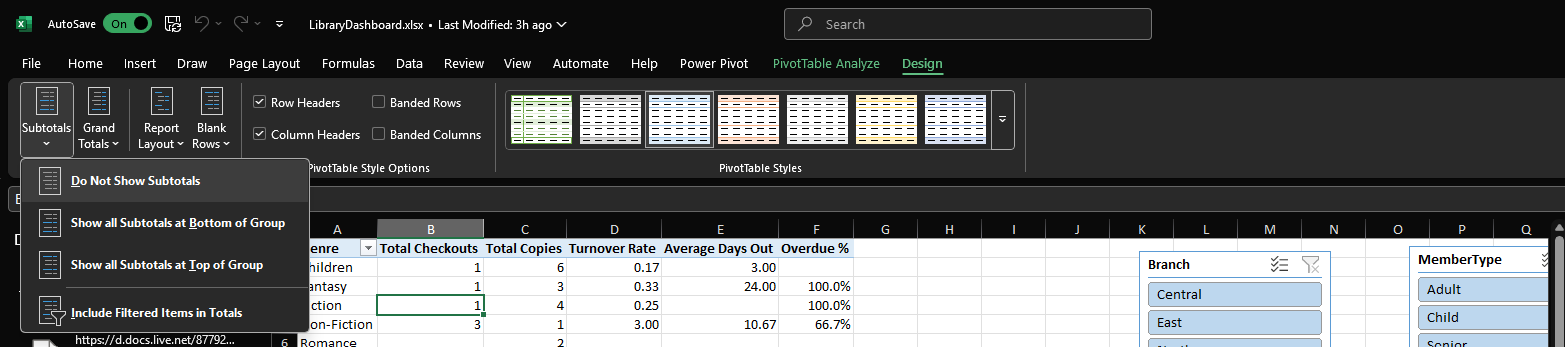 AutoSave On LibraryDashboard.xlsx • Last Modified: 3h ago Search
File Home Insert Draw Page Layout Formulas Data Review View Automate Help Power Pivot PivotTable Analyze Design
Subtotals
Grand Totals
Report Layout
Blank Rows
Row Headers Banded Rows
Column Headers Banded Columns
PivotTable Style Options
PivotTable Styles
Do Not Show Subtotals
Show all Subtotals at Bottom of Group
Show all Subtotals at Top of Group
Include Filtered Items in Totals
https://d.docs.live.net/87792...
A B C D E F G H I J K L M N O P Q
enre Total Checkouts Total Copies Turnover Rate Average Days Out Overdue %
hildren 1 6 0.17 3.00
antasy 1 3 0.33 24.00 100.0%
iction 1 4 0.25 100.0%
on-Fiction 3 1 3.00 10.67 66.7%
6 Romance 2
Branch
Central
East
MemberType
Adult
Child
Senior